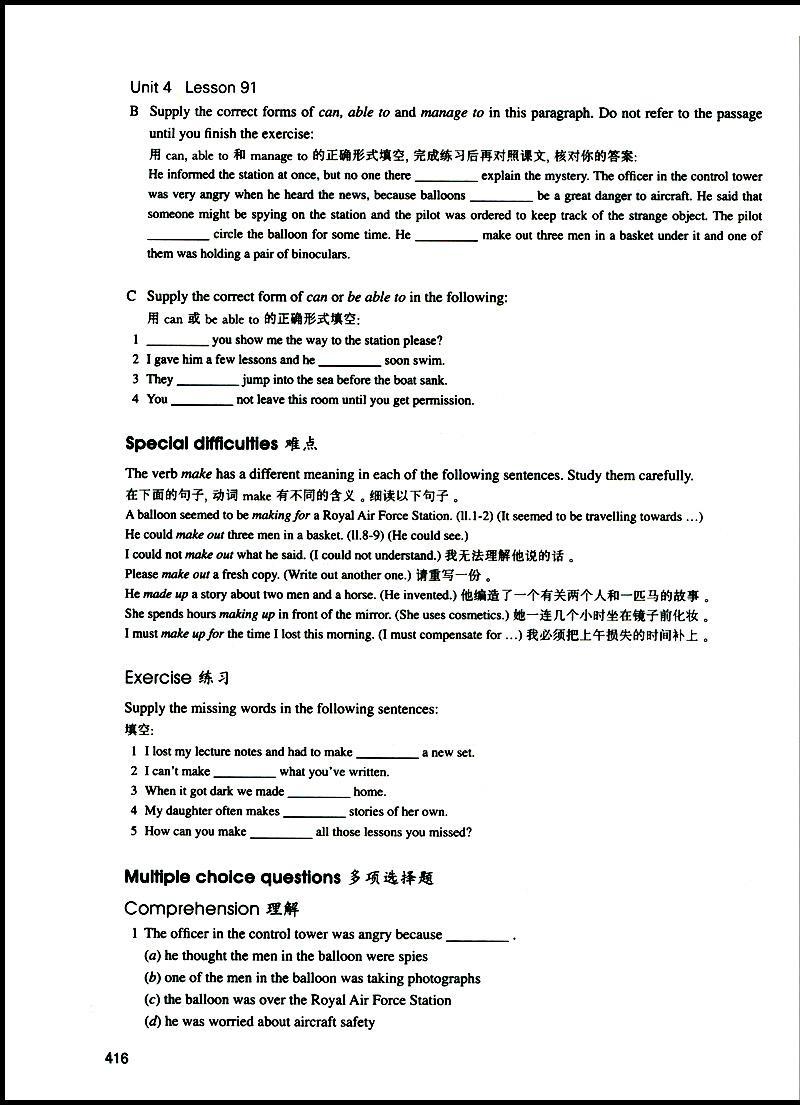 Unit 4 Lesson 91
B Supply the correct forms of can, able to and manage to in this paragraph. Do not refer to the passage
until you finish the exercise:
用 can, able to 和 manage to 的正确形式填空, 完成练习后再对照课文, 核对你的答案:
He informed the station at once, but no one there __________ explain the mystery. The officer in the control tower
was very angry when he heard the news, because balloons __________ be a great danger to aircraft. He said that
someone might be spying on the station and the pilot was ordered to keep track of the strange object. The pilot
__________ circle the balloon for some time. He __________ make out three men in a basket under it and one of
them was holding a pair of binoculars.
C Supply the correct form of can or be able to in the following:
用 can 或 be able to 的正确形式填空:
1 __________ you show me the way to the station please?
2 I gave him a few lessons and he __________ soon swim.
3 They __________ jump into the sea before the boat sank.
4 You __________ not leave this room until you get permission.
Special difficulties 难点
The verb make has a different meaning in each of the following sentences. Study them carefully.
在下面的句子, 动词 make 有不同的含义。细读以下句子。
A balloon seemed to be making for a Royal Air Force Station. (ll.1-2) (It seemed to be travelling towards …)
He could make out three men in a basket. (ll.8-9) (He could see.)
I could not make out what he said. (I could not understand.) 我无法理解他说的话。
Please make out a fresh copy. (Write out another one.) 请重写一份。
He made up a story about two men and a horse. (He invented.) 他编造了一个有关两个人和一匹马的故事。
She spends hours making up in front of the mirror. (She uses cosmetics.) 她一连几个小时坐在镜子前化妆。
I must make up for the time I lost this morning. (I must compensate for …) 我必须把上午损失的时间补上。
Exercise 练习
Supply the missing words in the following sentences:
填空:
1 I lost my lecture notes and had to make __________ a new set.
2 I can't make __________ what you've written.
3 When it got dark we made __________ home.
4 My daughter often makes __________ stories of her own.
5 How can you make __________ all those lessons you missed?
Multiple choice questions 多项选择题
Comprehension 理解
1 The officer in the control tower was angry because __________ .
(a) he thought the men in the balloon were spies
(b) one of the men in the balloon was taking photographs
(c) the balloon was over the Royal Air Force Station
(d) he was worried about aircraft safety
416